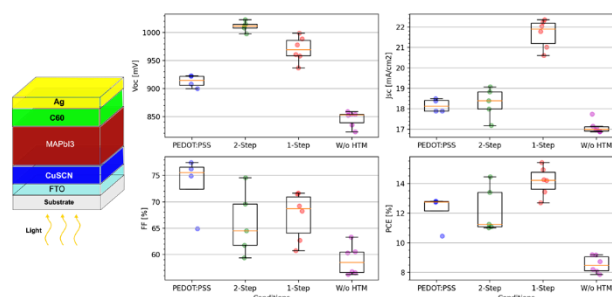 Ag
C60
MAPbI3
CuSCN
FTO
Substrate
Light
Voc [mV]
1000
950
900
850
PEDOT:PSS 2-Step 1-Step W/o HTM
Jsc [mA/cm2]
22
21
20
19
18
17
PEDOT:PSS 2-Step 1-Step W/o HTM
FF [%]
75
70
65
60
PEDOT:PSS 2-Step 1-Step W/o HTM
Conditions
PCE [%]
14
12
10
8
PEDOT:PSS 2-Step 1-Step W/o HTM
Conditions